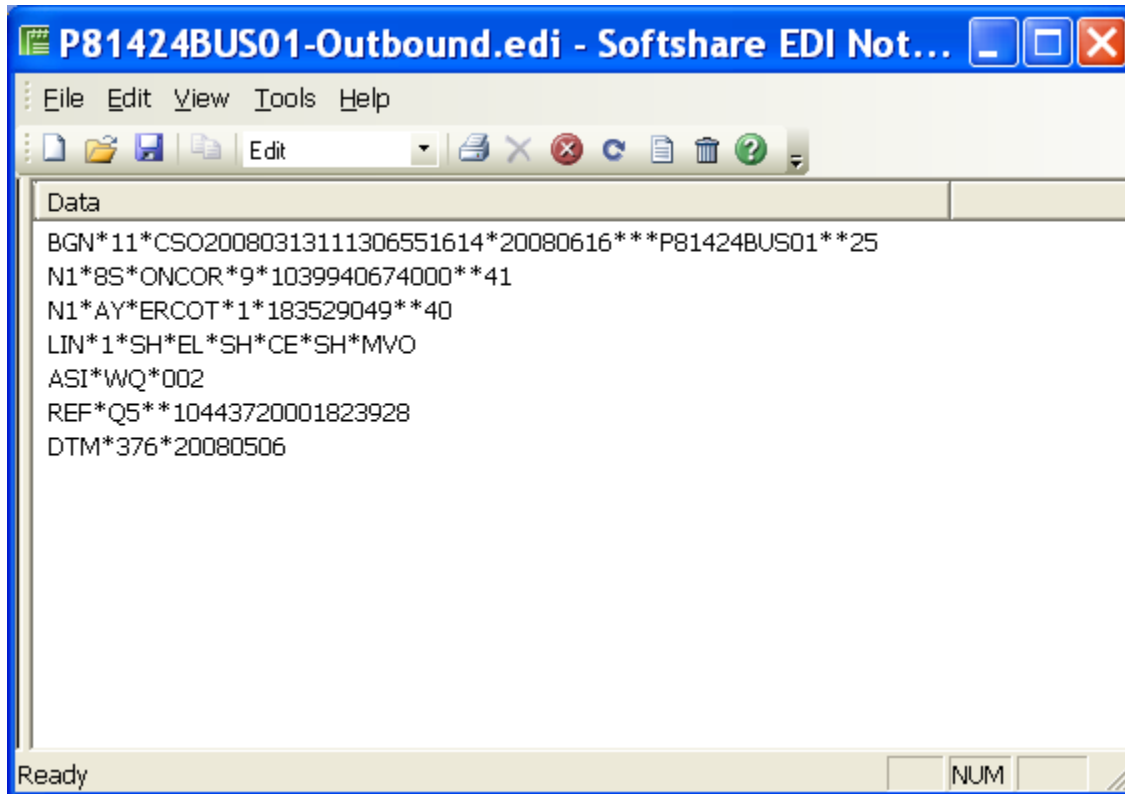 P81424BUS01-Outbound.edi - Softshare EDI Not...
File Edit View Tools Help
Edit
Data
BGN*11*CSO20080313111306551614*20080616***P81424BUS01**25
N1*8S*ONCOR*9*1039940674000**41
N1*AY*ERCOT*1*183529049**40
LIN*1*SH*EL*SH*CE*SH*MVO
ASI*WQ*002
REF*Q5**10443720001823928
DTM*376*20080506
Ready NUM